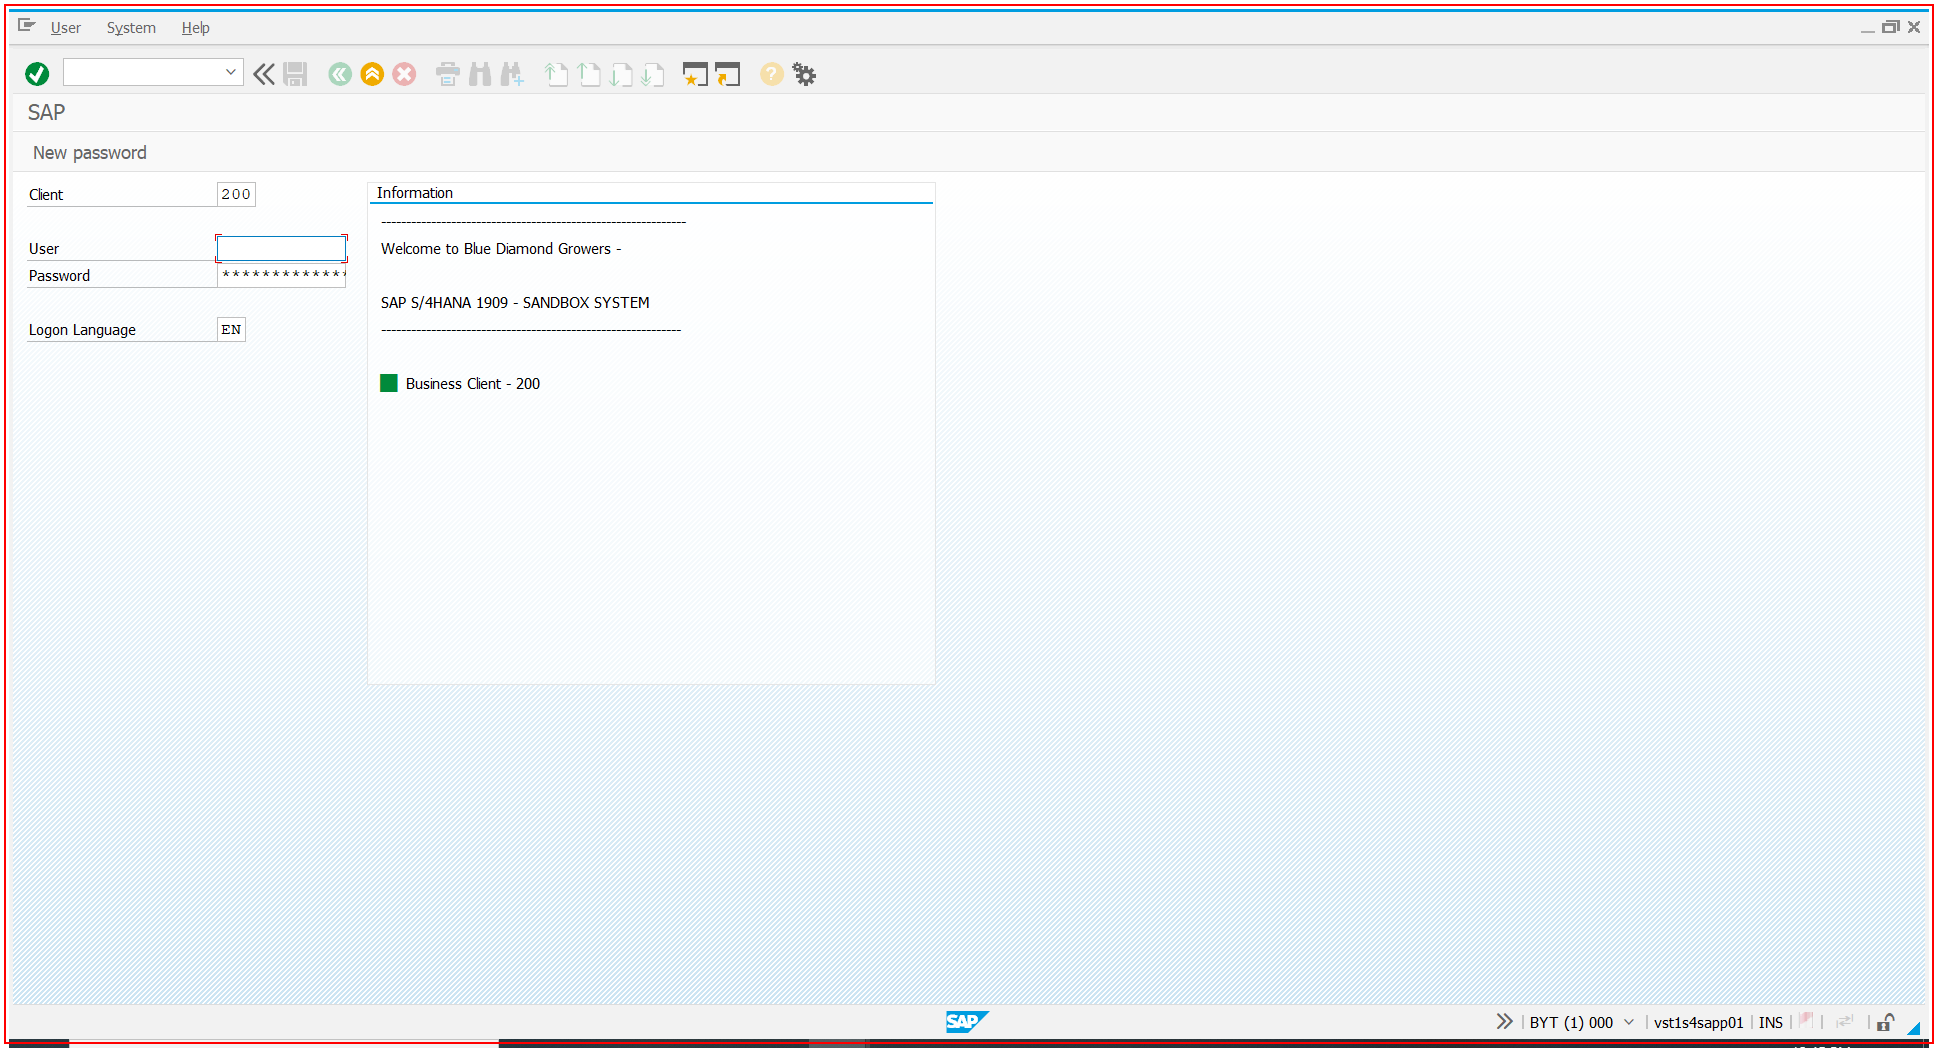 User System Help
SAP
New password
Client 200
User
Password *************
Logon Language EN
Information
-------------------------------------------------------------
Welcome to Blue Diamond Growers -
SAP S/4HANA 1909 - SANDBOX SYSTEM
------------------------------------------------------------
Business Client - 200
SAP
BYT (1) 000
vst1s4sapp01
INS